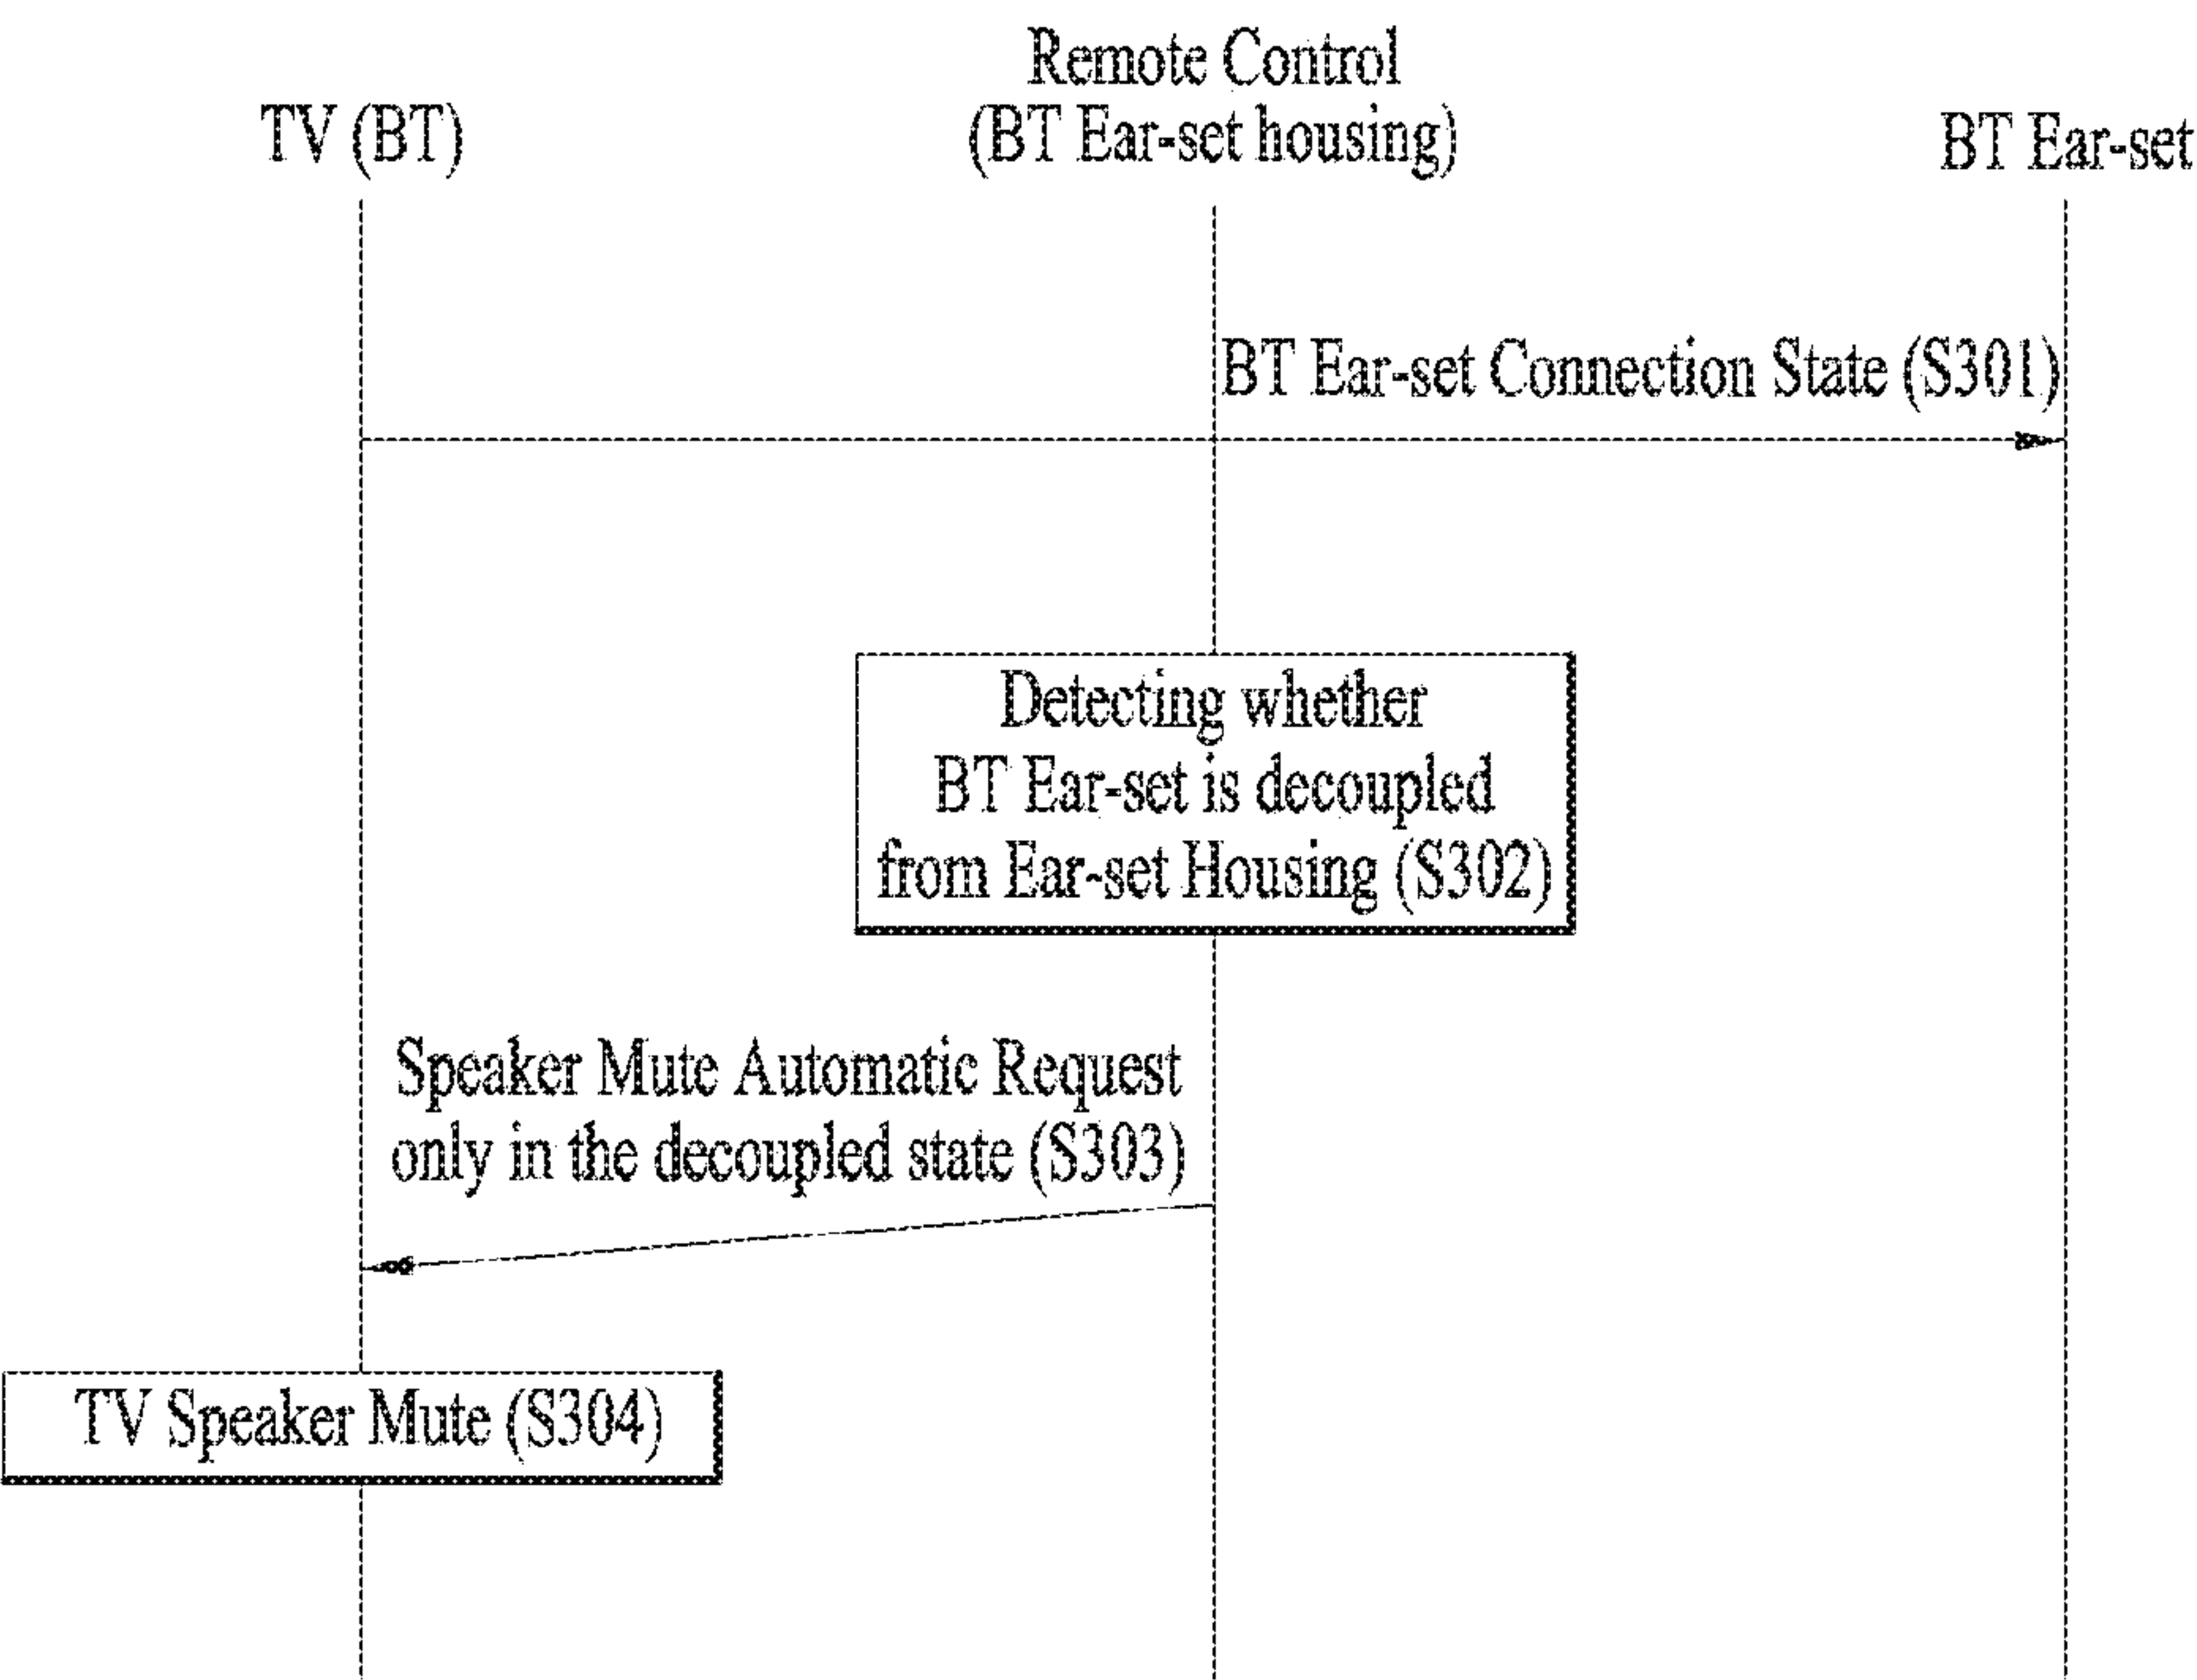 TV (BT)
Remote Control
(BT Ear-set housing)
BT Ear-set
BT Ear-set Connection State (S301)
Detecting whether
BT Ear-set is decoupled
from Ear-set Housing (S302)
Speaker Mute Automatic Request
only in the decoupled state (S303)
TV Speaker Mute (S304)